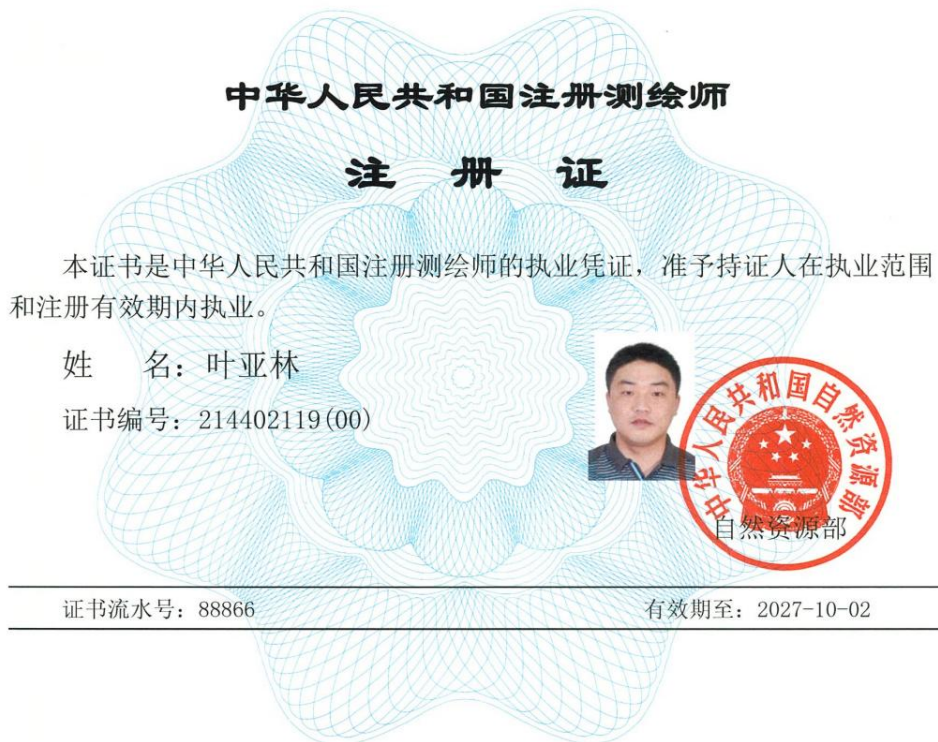 中华人民共和国注册测绘师
注 册 证
本证书是中华人民共和国注册测绘师的执业凭证，准予持证人在执业范围
和注册有效期内执业。
姓 名：叶亚林
证书编号：214402119(00)
中华人民共和国自然资源部
自然资源部
证书流水号：88866
有效期至：2027-10-02